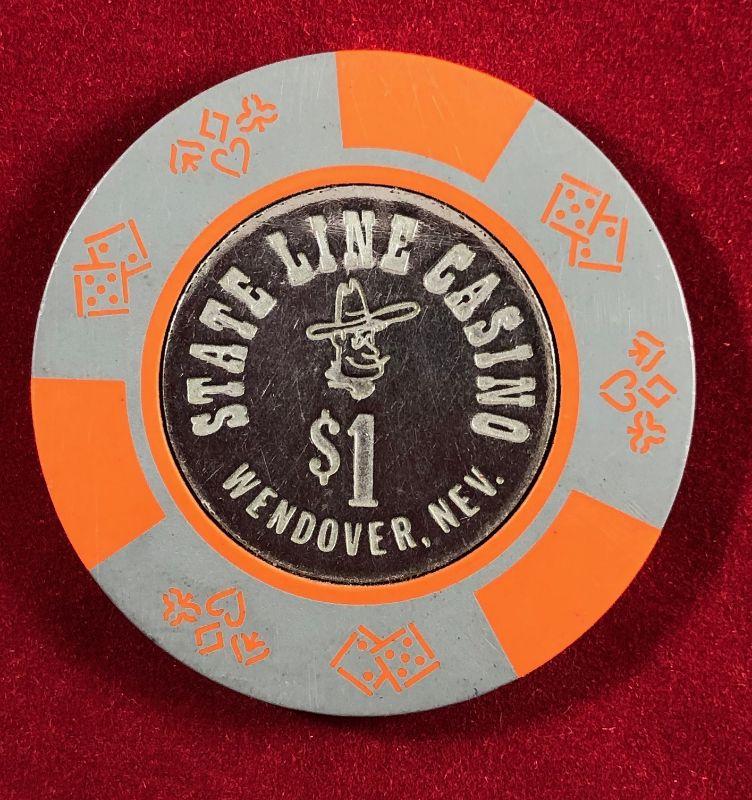 STATE LINE CASINO
$1
WENDOVER, NEV.